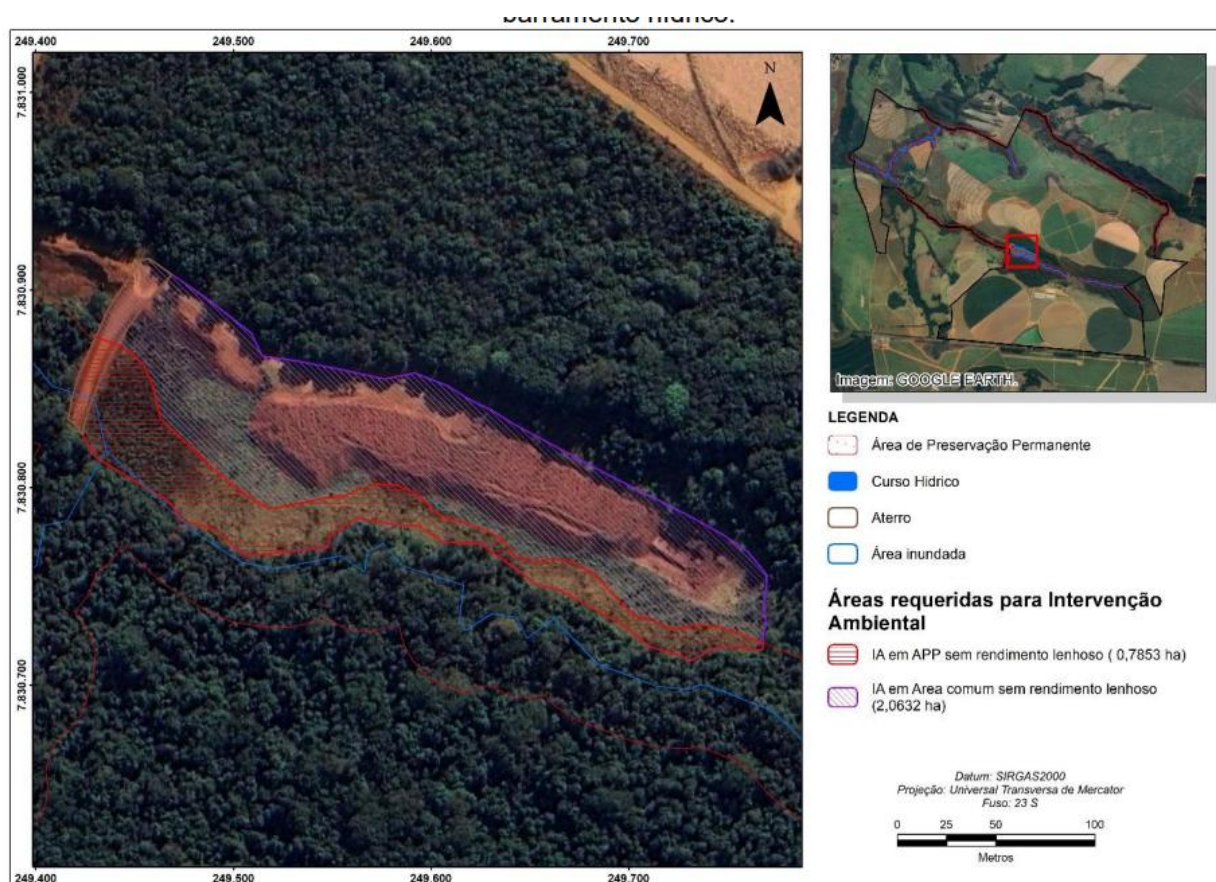 barramento hídrico.
249.400 249.500 249.600 249.700
7.831.000
7.830.900
7.830.800
7.830.700
N
249.400 249.500 249.600 249.700
Imagem: GOOGLE EARTH.
LEGENDA
Área de Preservação Permanente
Curso Hidrico
Aterro
Área inundada
Áreas requeridas para Intervenção
Ambiental
IA em APP sem rendimento lenhoso ( 0,7853 ha)
IA em Area comum sem rendimento lenhoso
(2,0632 ha)
Datum: SIRGAS2000
Projeção: Universal Transversa de Mercator
Fuso: 23 S
0 25 50 100
Metros